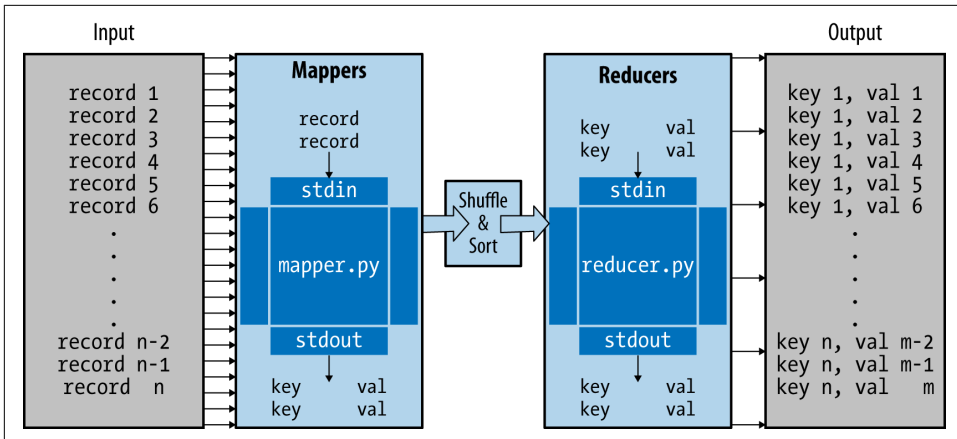 Input
record 1
record 2
record 3
record 4
record 5
record 6
.
.
.
.
.
record n-2
record n-1
record n
Mappers
record
record
stdin
mapper.py
stdout
key val
key val
Shuffle
&
Sort
Reducers
key val
key val
stdin
reducer.py
stdout
key val
key val
Output
key 1, val 1
key 1, val 2
key 1, val 3
key 1, val 4
key 1, val 5
key 1, val 6
.
.
.
.
.
key n, val m-2
key n, val m-1
key n, val m